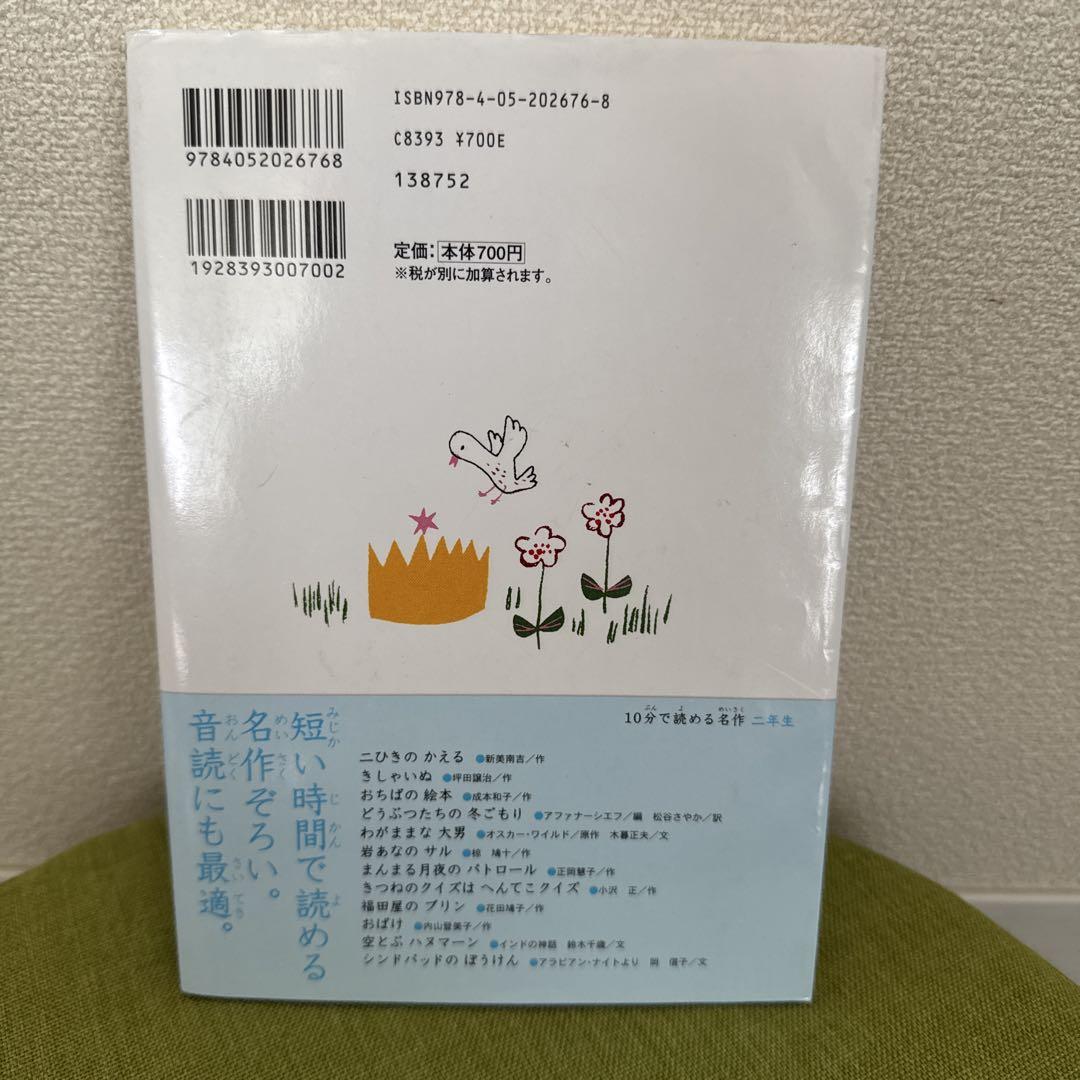 ISBN978-4-05-202676-8
9784052026768
C8393 ¥700E
138752
1928393007002
定価：本体700円
※税が別に加算されます。
短い時間で読める
名作ぞろい。
音読にも最適。
10分で読める名作 二年生
二ひきの かえる ●新美南吉／作
きしゃいぬ ●坪田譲治／作
おちばの 絵本 ●成本和子／作
どうぶつたちの 冬ごもり ●アファナーシエフ／編 松谷さやか／訳
わがままな 大男 ●オスカー・ワイルド／原作 木暮正夫／文
岩あなの サル ●椋 鳩十／作
まんまる月夜の パトロール ●正岡慧子／作
きつねのクイズは へんてこクイズ ●小沢 正／作
福田屋の プリン ●花田鳩子／作
おばけ ●内山登美子／作
空とぶ ハヌマーン ●インドの神話 鈴木千歳／文
シンドバッドの ぼうけん ●アラビアン・ナイトより 岡 信子／文